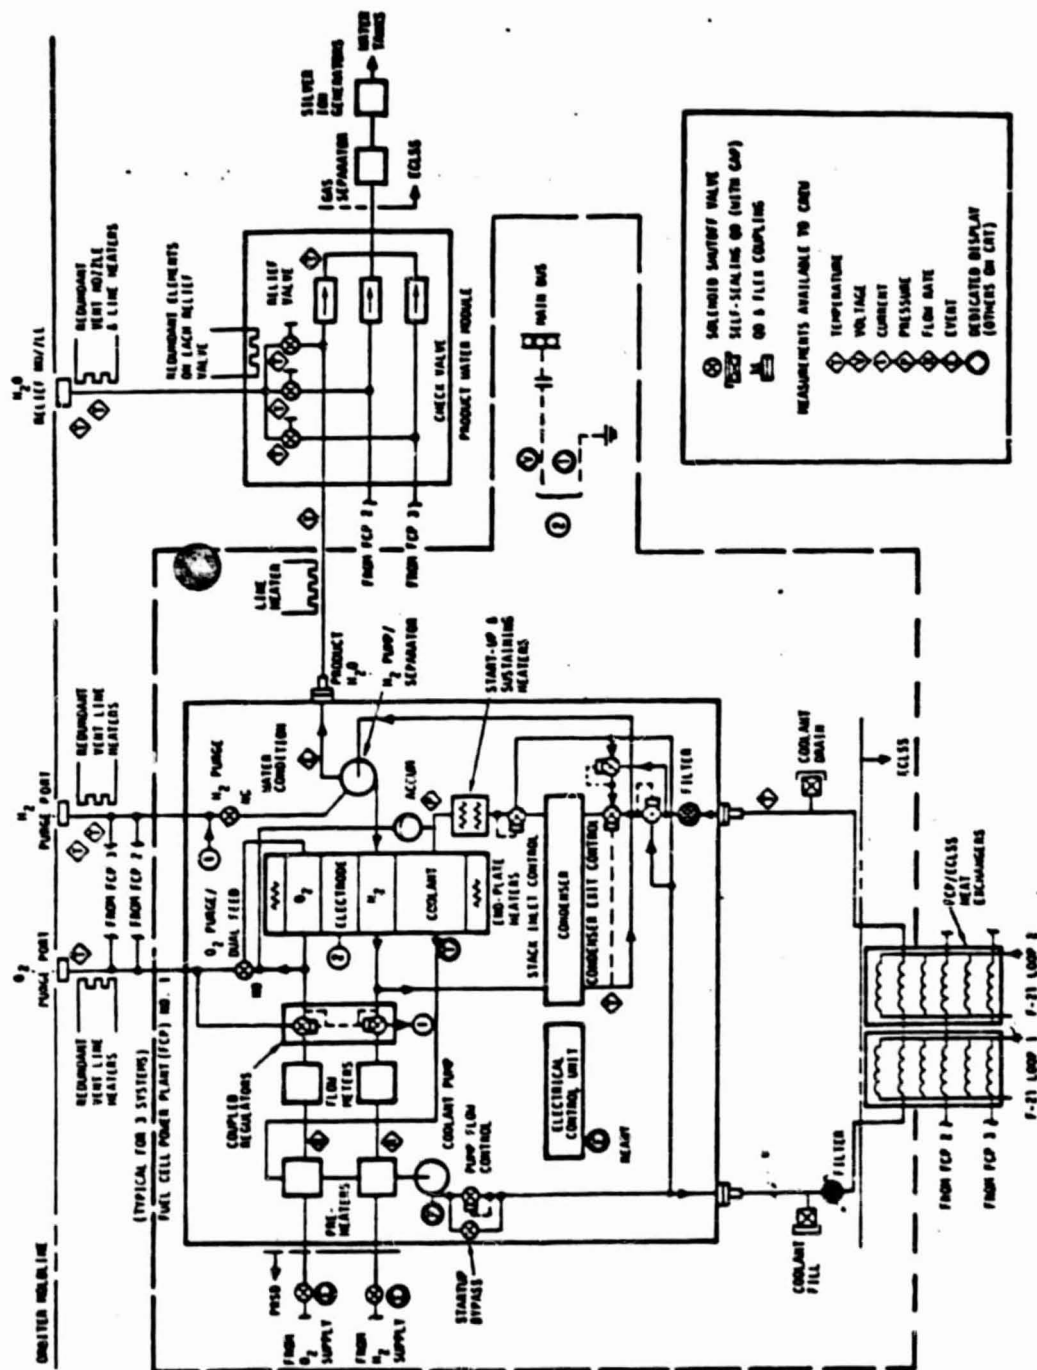 ORBITER MOLDLINE
O2
PURGE PORT
H2
PURGE PORT
H2O
RELIEF NOZZLE
REDUNDANT
VENT LINE
HEATERS
REDUNDANT
VENT LINE
HEATERS
REDUNDANT
VENT NOZZLE
& LINE HEATERS
REDUNDANT ELEMENTS
ON EACH RELIEF
VALVE
(TYPICAL FOR 3 SYSTEMS)
FUEL CELL POWER PLANT (FCP) NO. 1
FROM FCP 3
FROM FCP 2
O2 PURGE/
DUAL FEED
NO
H2 PURGE
NC
WATER CONDITION
PRODUCT
H2O
H2 PUMP/
SEPARATOR
LINE
HEATER
FROM FCP 2
FROM FCP 3
RELIEF
VALVE
CHECK VALVE
PRODUCT WATER MODULE
GAS
SEPARATOR
ECLSS
SILVER
ION
GENERATORS
WATER
TANKS
PRSD
FROM
O2
SUPPLY
FROM
H2
SUPPLY
PRE-
HEATERS
FLOW
METERS
COUPLED
REGULATORS
O2
ELECTRODE
H2
COOLANT
END-PLATE
HEATERS
ACCUM
START-UP &
SUSTAINING
HEATERS
STACK INLET CONTROL
CONDENSER
CONDENSER EXIT CONTROL
COOLANT PUMP
PUMP FLOW
CONTROL
STARTUP
BYPASS
ELECTRICAL
CONTROL UNIT
READY
FILTER
COOLANT
DRAIN
ECLSS
FCP/ECLSS
HEAT
EXCHANGERS
COOLANT
FILL
FILTER
FROM FCP 2
FROM FCP 3
F-21 LOOP 1
F-21 LOOP 2
MAIN BUS
SOLENOID SHUTOFF VALVE
SELF-SEALING QD (WITH CAP)
QD & FLEX COUPLING
MEASUREMENTS AVAILABLE TO CREW
TEMPERATURE
VOLTAGE
CURRENT
PRESSURE
FLOW RATE
EVENT
DEDICATED DISPLAY
(OTHERS ON CRT)